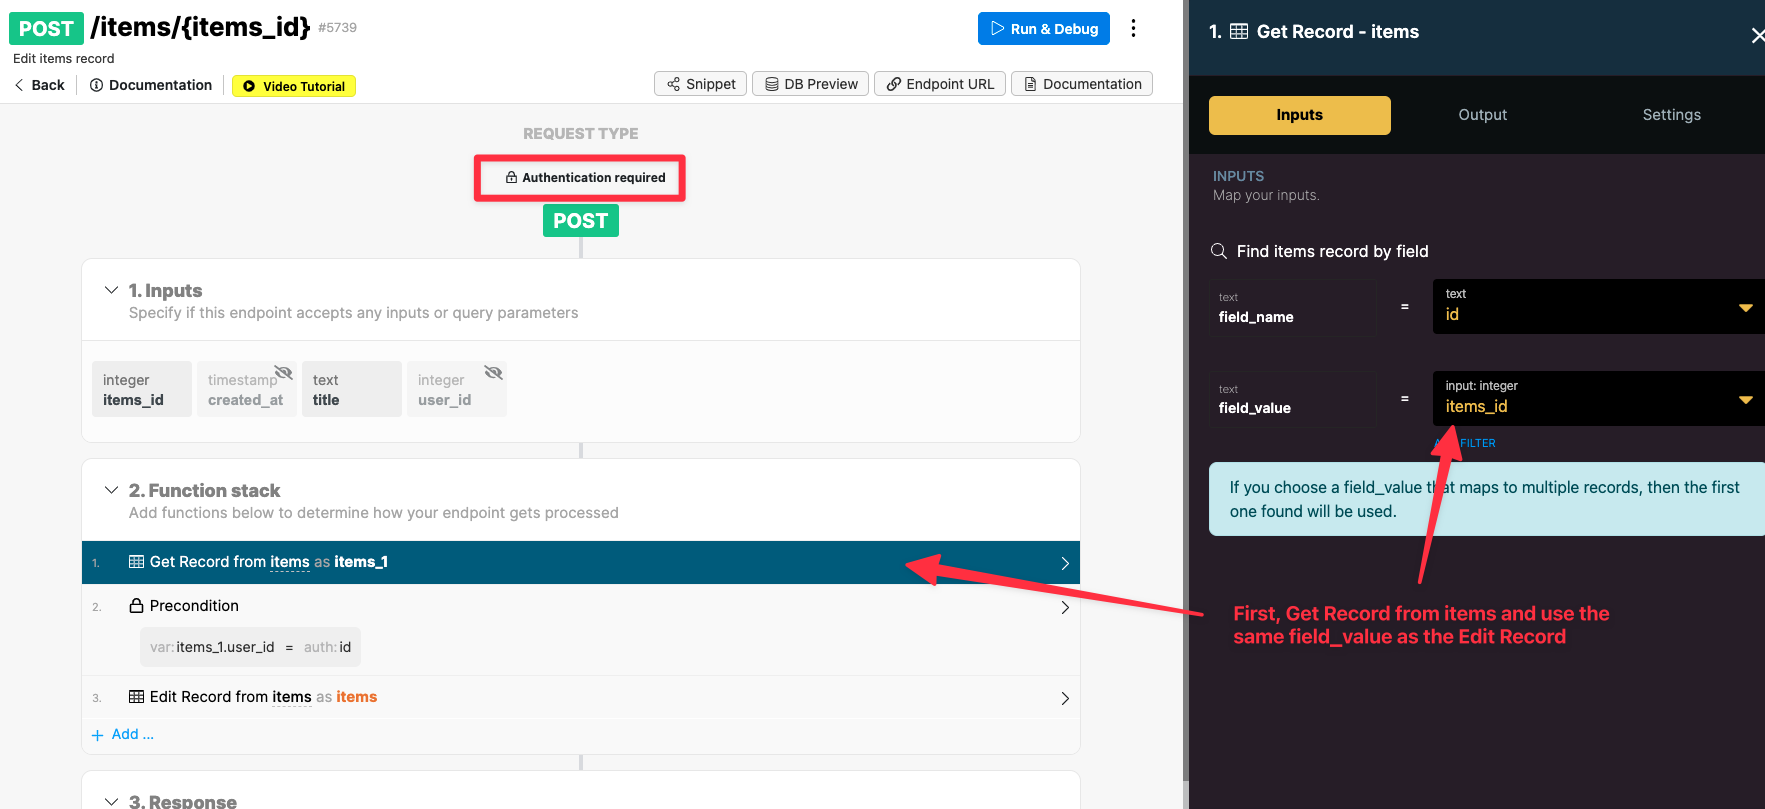 POST /items/{items_id} #5739
Edit items record
Back
Documentation
Video Tutorial
Run & Debug
Snippet
DB Preview
Endpoint URL
Documentation
REQUEST TYPE
Authentication required
POST
1. Inputs
Specify if this endpoint accepts any inputs or query parameters
integer
items_id
timestamp
created_at
text
title
integer
user_id
2. Function stack
Add functions below to determine how your endpoint gets processed
1. Get Record from items as items_1
2. Precondition
var:items_1.user_id = auth:id
3. Edit Record from items as items
+ Add ...
3. Response
1. Get Record - items
Inputs
Output
Settings
INPUTS
Map your inputs.
Find items record by field
text
field_name
=
text
id
text
field_value
=
input: integer
items_id
FILTER
If you choose a field_value that maps to multiple records, then the first
one found will be used.
First, Get Record from items and use the
same field_value as the Edit Record